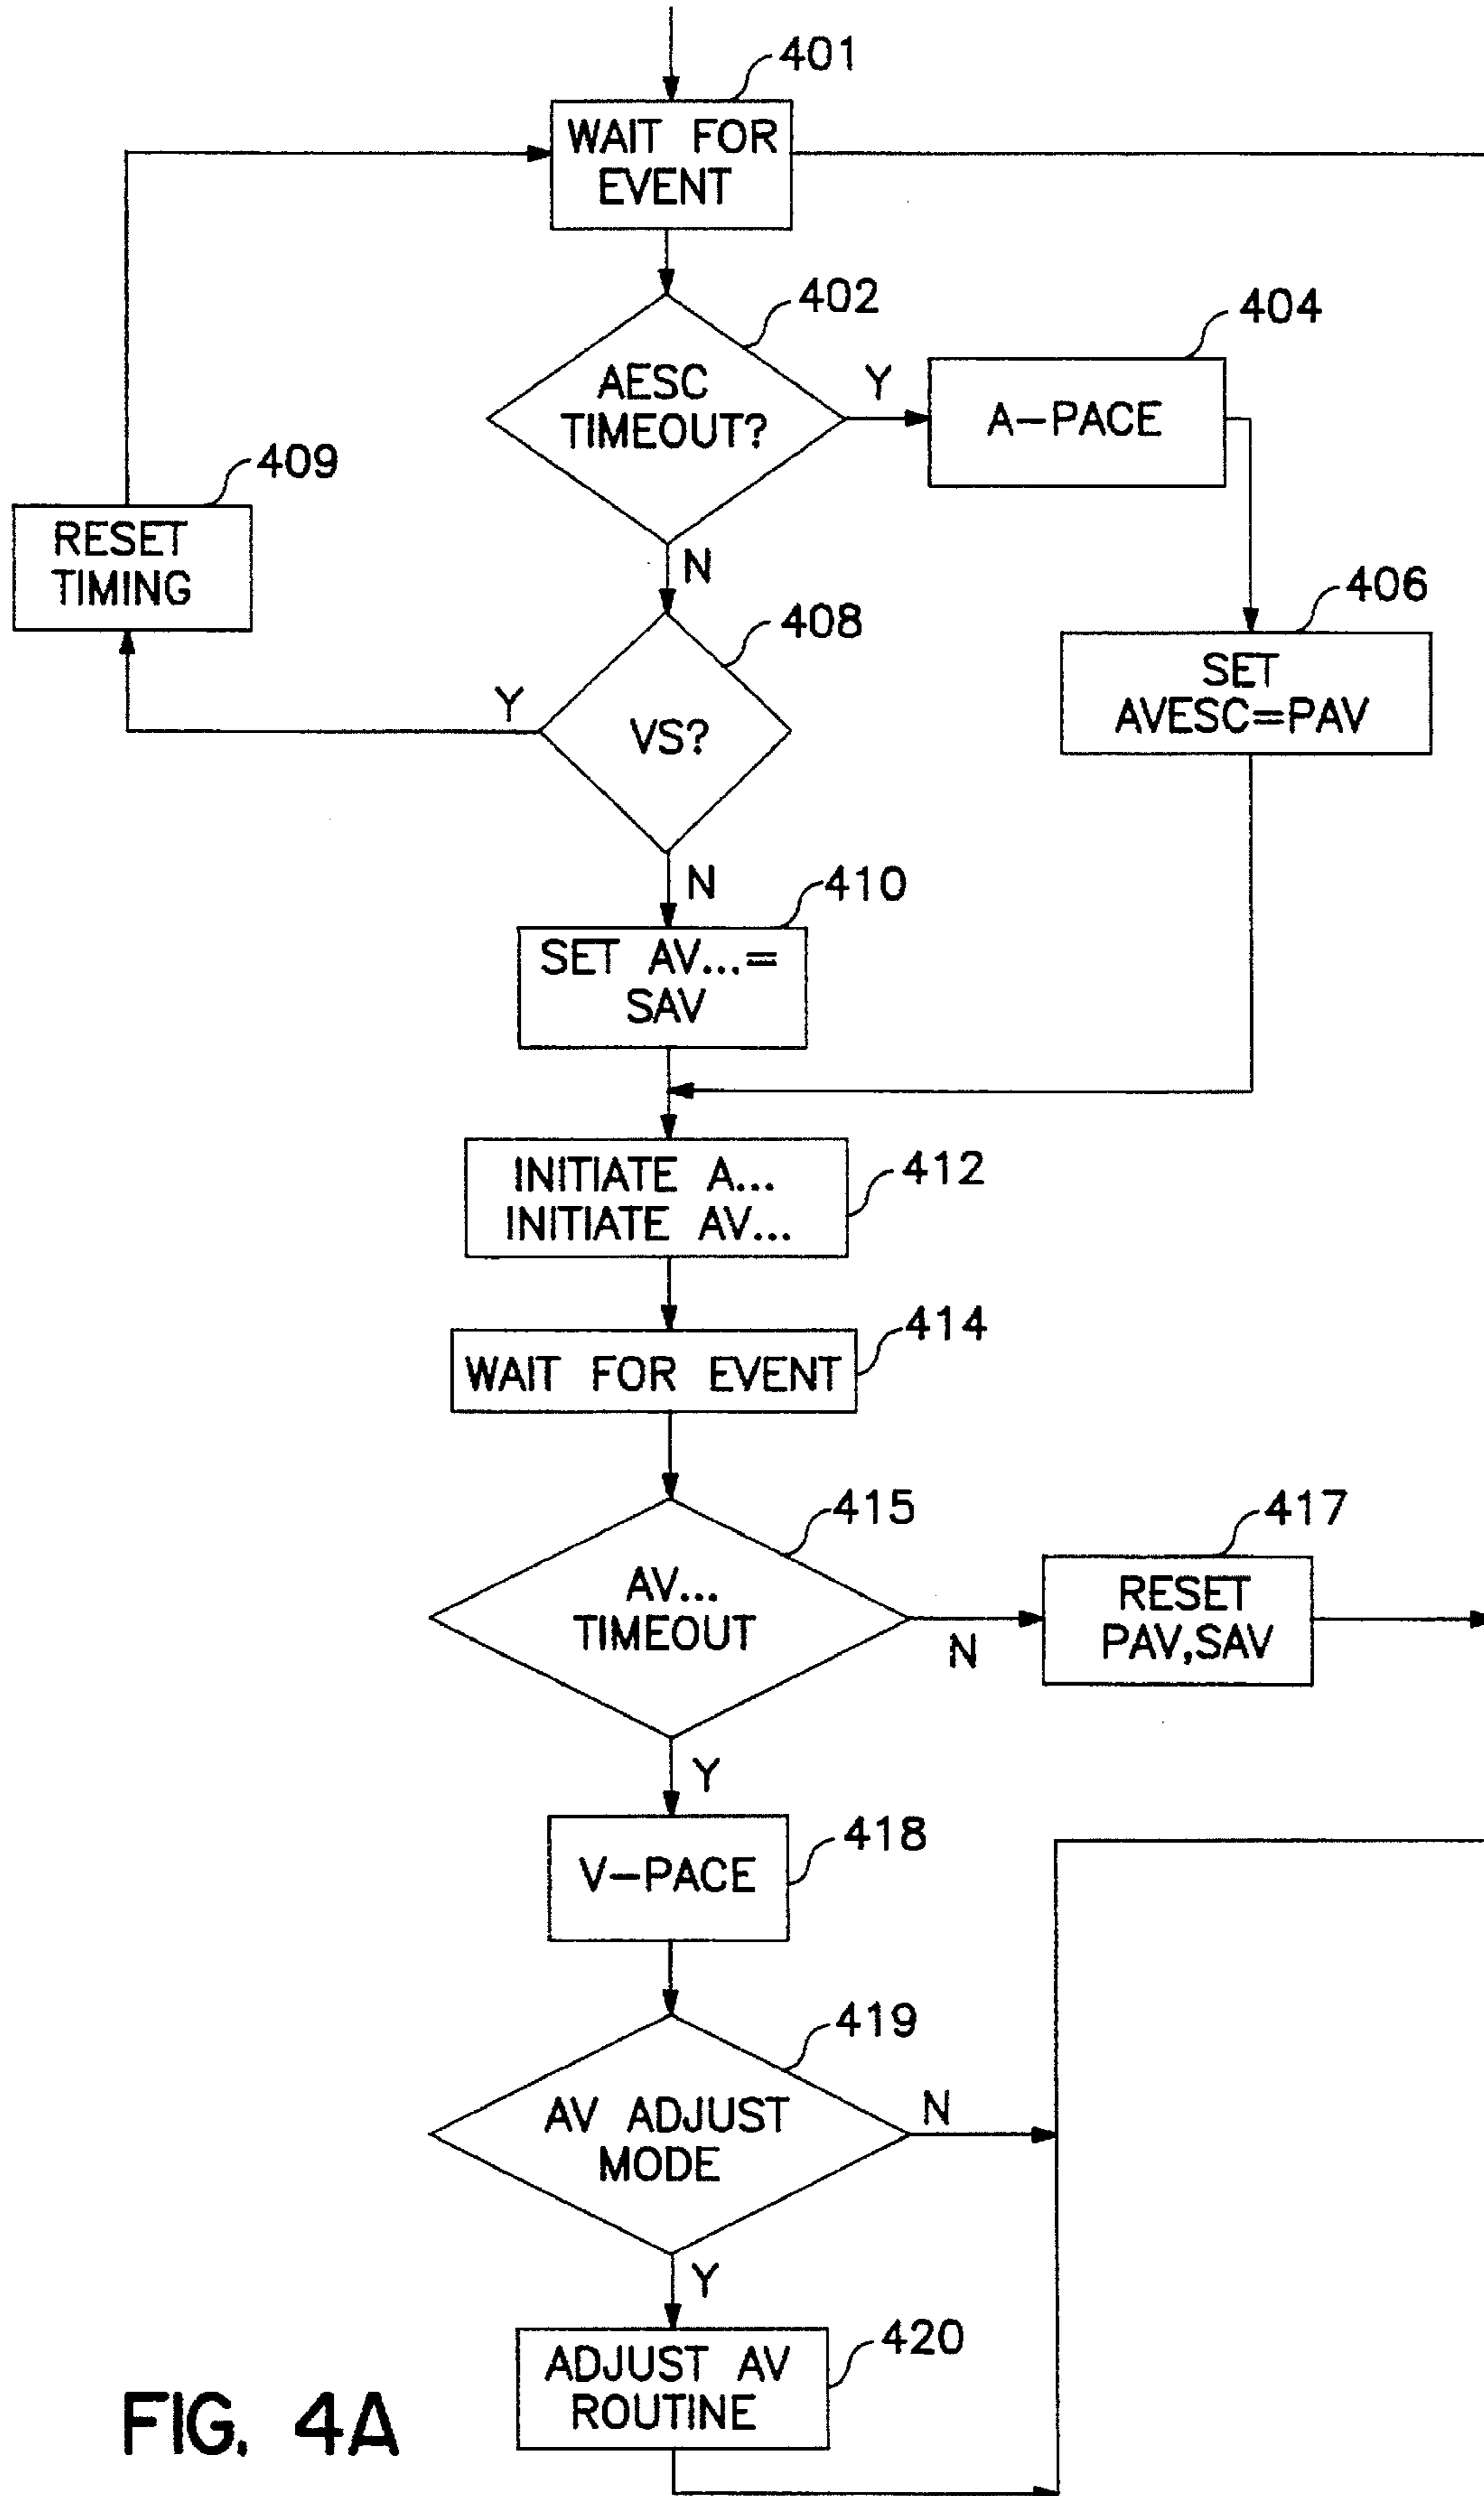 401
WAIT FOR
EVENT
402
AESC
TIMEOUT?
Y
404
A-PACE
N
409
RESET
TIMING
406
SET
AVESC=PAV
408
VS?
Y
N
410
SET AV...=
SAV
412
INITIATE A...
INITIATE AV...
414
WAIT FOR EVENT
415
AV...
TIMEOUT
N
417
RESET
PAV,SAV
Y
418
V-PACE
419
AV ADJUST
MODE
N
Y
420
ADJUST AV
ROUTINE
FIG. 4A